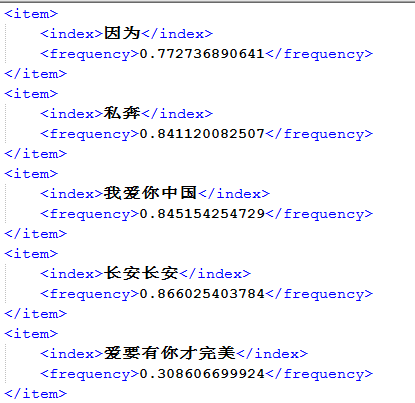 <item>
<index>因为</index>
<frequency>0.772736890641</frequency>
</item>
<item>
<index>私奔</index>
<frequency>0.841120082507</frequency>
</item>
<item>
<index>我爱你中国</index>
<frequency>0.845154254729</frequency>
</item>
<item>
<index>长安长安</index>
<frequency>0.866025403784</frequency>
</item>
<item>
<index>爱要有你才完美</index>
<frequency>0.308606699924</frequency>
</item>